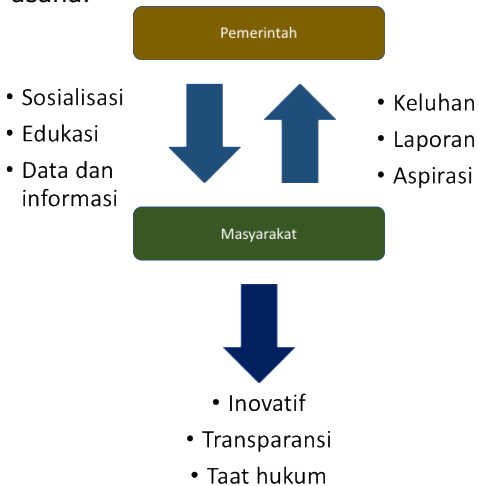 Pemerintah
• Sosialisasi
• Edukasi
• Data dan
informasi
• Keluhan
• Laporan
• Aspirasi
Masyarakat
• Inovatif
• Transparansi
• Taat hukum